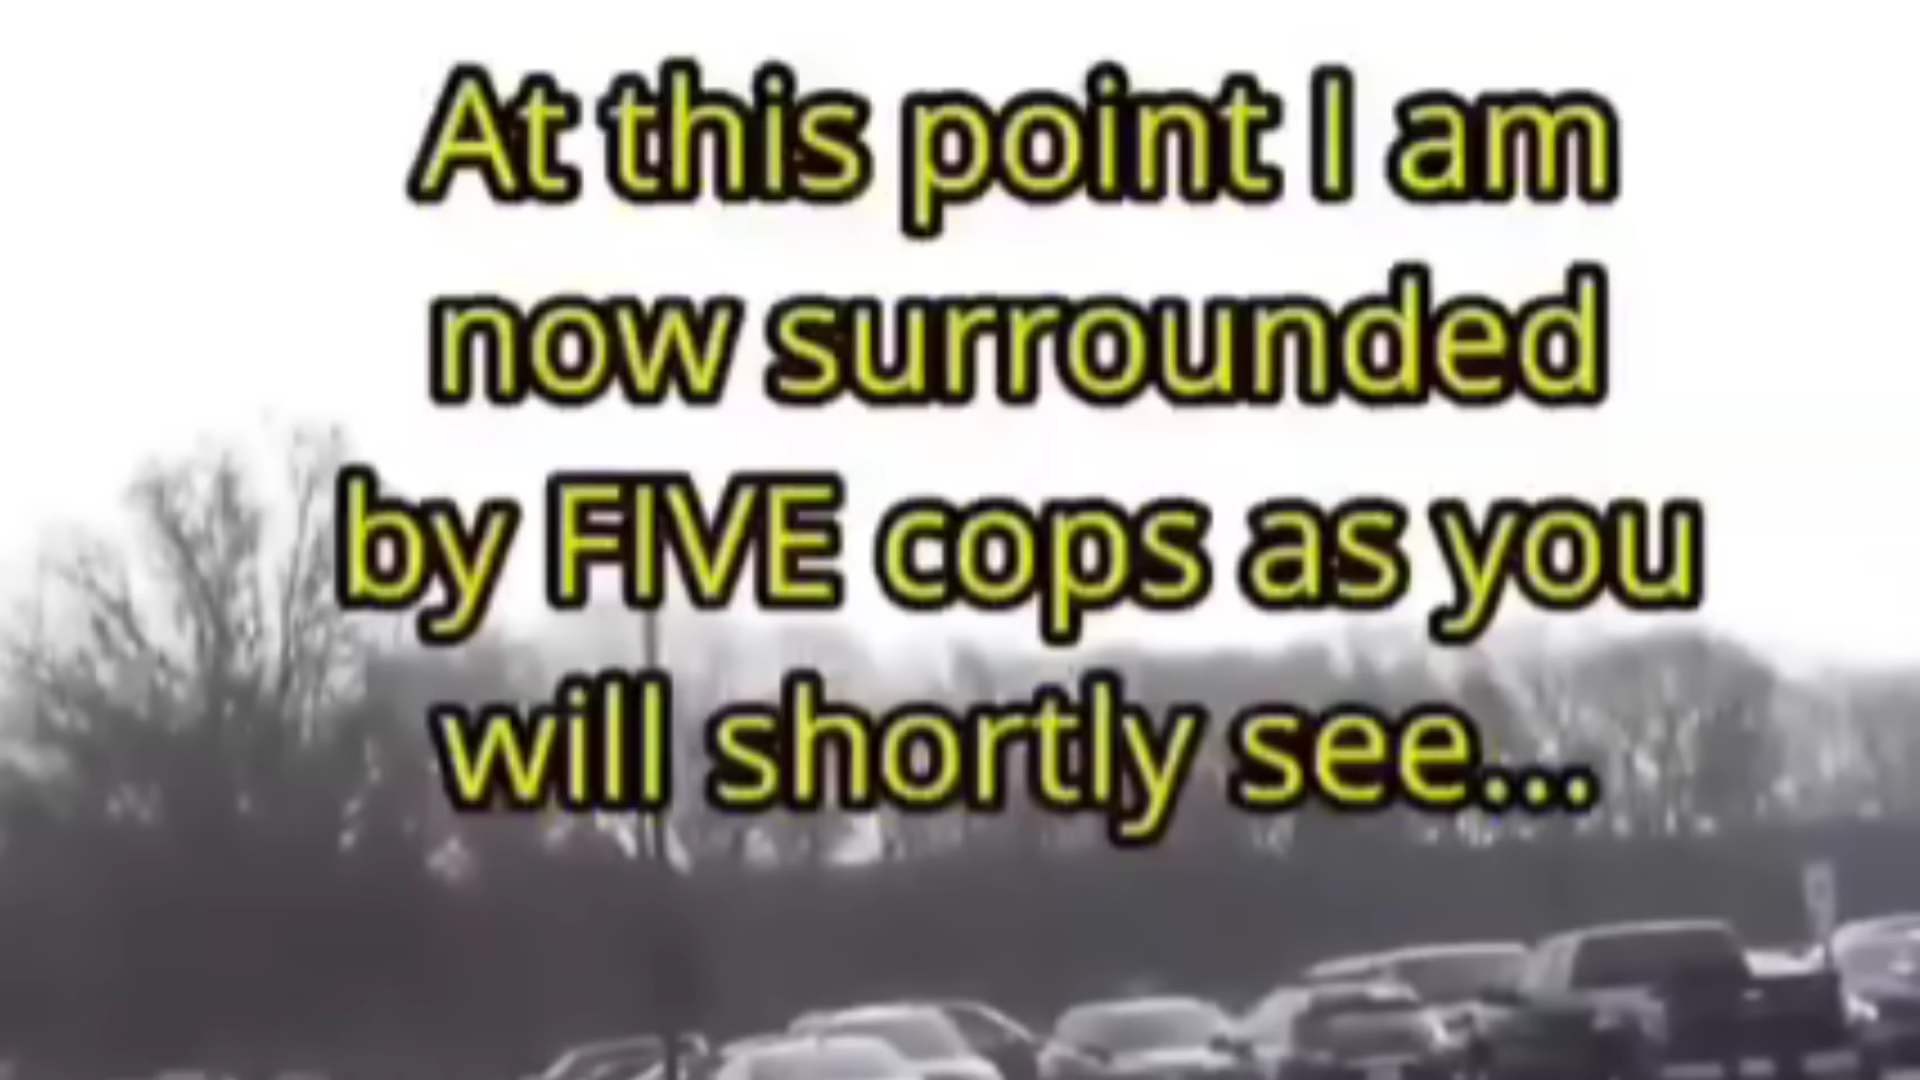 At this point I am
now surrounded
by FIVE cops as you
will shortly see...